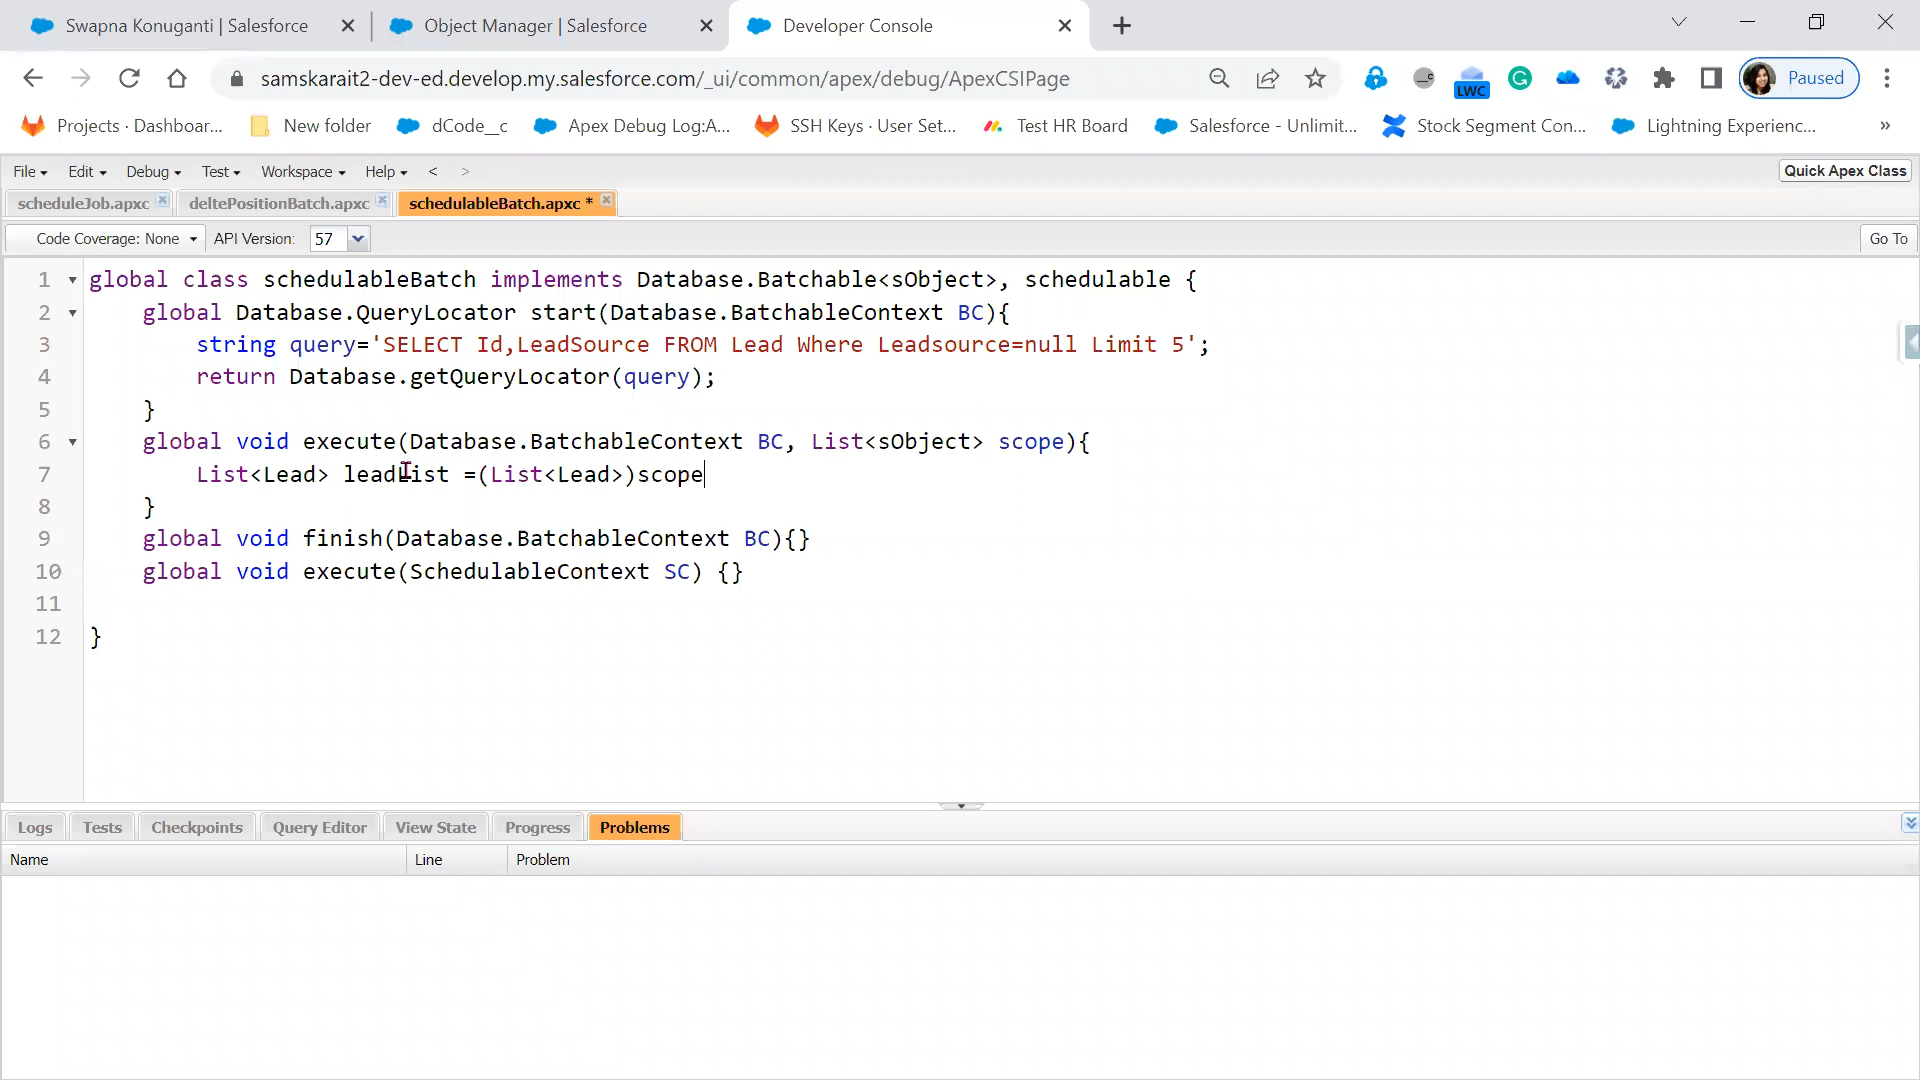 Swapna Konuganti | Salesforce
Object Manager | Salesforce
Developer Console
samskarait2-dev-ed.develop.my.salesforce.com/_ui/common/apex/debug/ApexCSIPage
LWC
Paused
Projects · Dashboar...
New folder
dCode__c
Apex Debug Log:A...
SSH Keys · User Set...
Test HR Board
Salesforce - Unlimit...
Stock Segment Con...
Lightning Experienc...
»
File Edit Debug Test Workspace Help < >
Quick Apex Class
scheduleJob.apxc
deltePositionBatch.apxc
schedulableBatch.apxc *
Code Coverage: None
API Version: 57
Go To
1 global class schedulableBatch implements Database.Batchable<sObject>, schedulable {
2 global Database.QueryLocator start(Database.BatchableContext BC){
3 string query='SELECT Id,LeadSource FROM Lead Where Leadsource=null Limit 5';
4 return Database.getQueryLocator(query);
5 }
6 global void execute(Database.BatchableContext BC, List<sObject> scope){
7 List<Lead> leadList =(List<Lead>)scope
8 }
9 global void finish(Database.BatchableContext BC){}
10 global void execute(SchedulableContext SC) {}
11
12 }
Logs
Tests
Checkpoints
Query Editor
View State
Progress
Problems
Name
Line
Problem